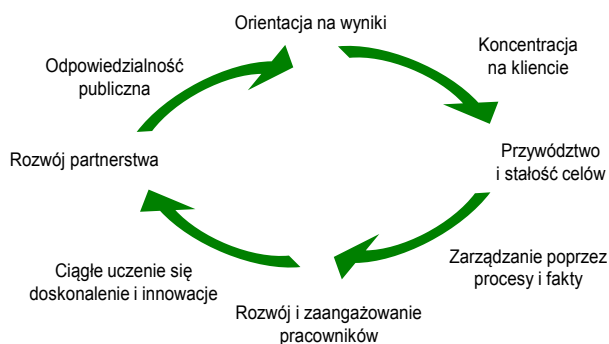 Orientacja na wyniki
Koncentracja
na kliencie
Przywództwo
i stałość celów
Zarządzanie poprzez
procesy i fakty
Rozwój i zaangażowanie
pracowników
Ciągłe uczenie się
doskonalenie i innowacje
Rozwój partnerstwa
Odpowiedzialność
publiczna